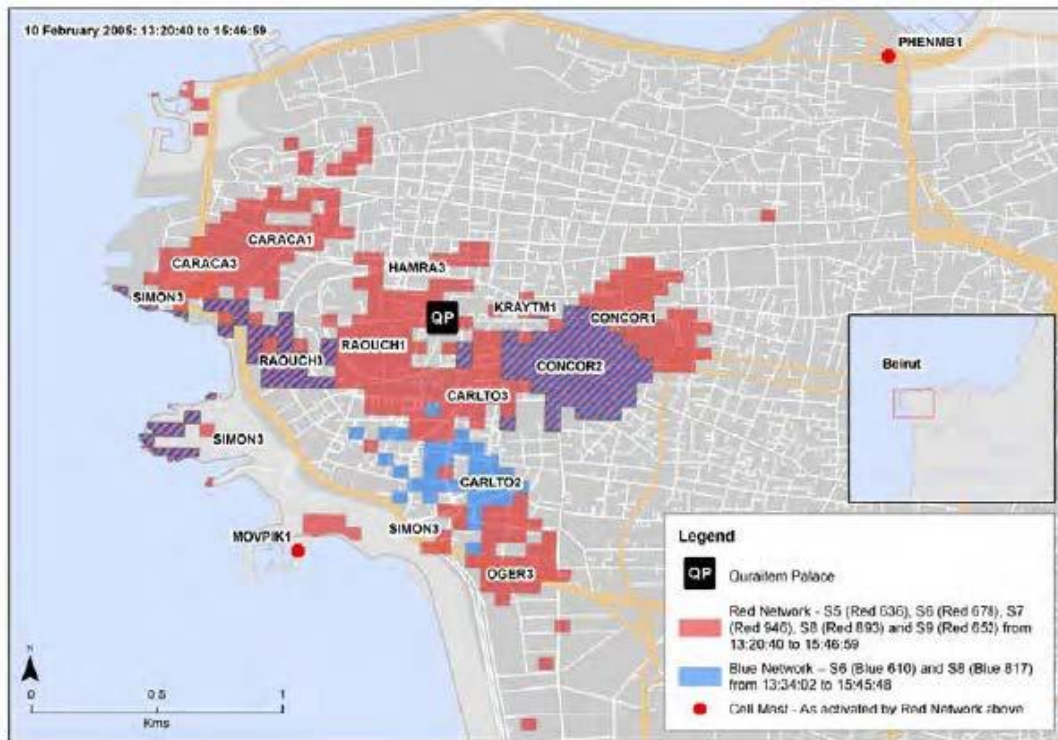 10 February 2005: 13:20:40 to 15:46:59
PHENMB1
CARACA1
CARACA3
HAMRA3
SIMON3
KRAYTM1
QP
CONCOR1
RAOUCH1
RAOUCH3
CONCOR2
Beirut
CARLTO3
SIMON3
CARLTO2
SIMON3
MOVPIK1
OGER3
Legend
QP
Quraitem Palace
Red Network - S5 (Red 636), S6 (Red 678), S7
(Red 946), S8 (Red 893) and S9 (Red 652) from
13:20:40 to 15:46:59
Blue Network – S6 (Blue 610) and S8 (Blue 817)
from 13:34:02 to 15:45:48
Cell Mast - As activated by Red Network above
N
0
0.5
1
Kms